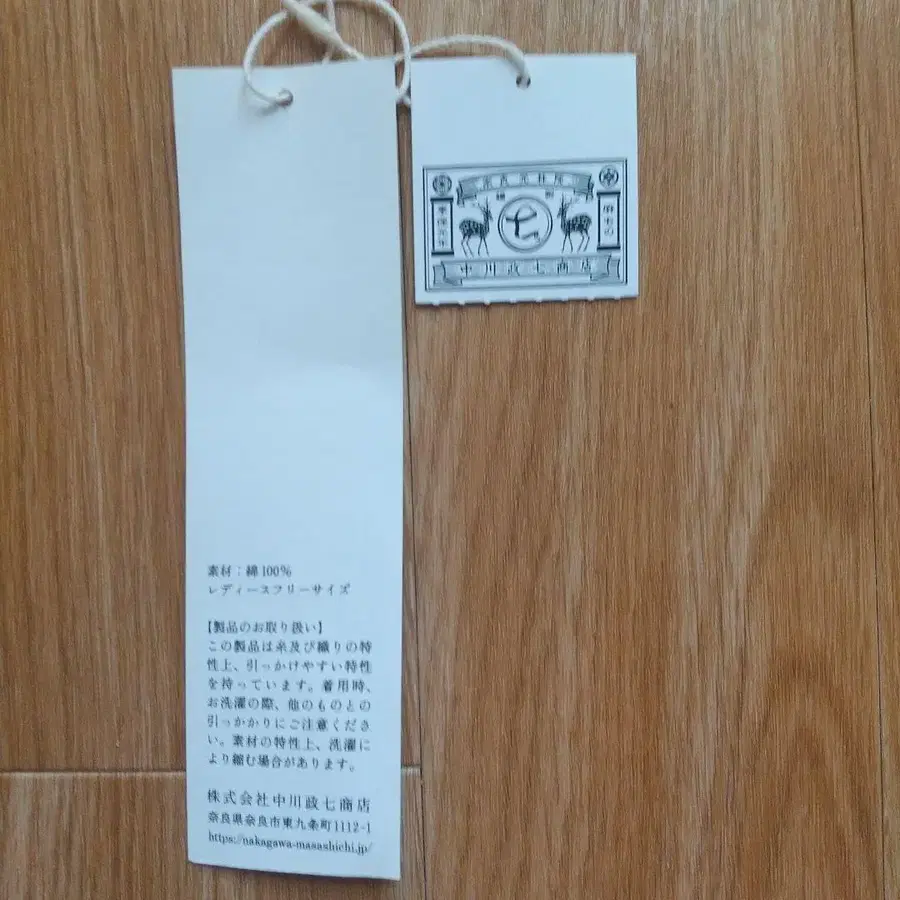 素材：綿100％
レディースフリーサイズ
【製品のお取り扱い】
この製品は糸及び織りの特
性上、引っかけやすい特性
を持っています。着用時、
お洗濯の際、他のものとの
引っかかりにご注意くださ
い。素材の特性上、洗濯に
より縮む場合があります。
株式会社中川政七商店
奈良県奈良市東九条町1112-1
https://nakagawa-masashichi.jp/
七
中川政七商店